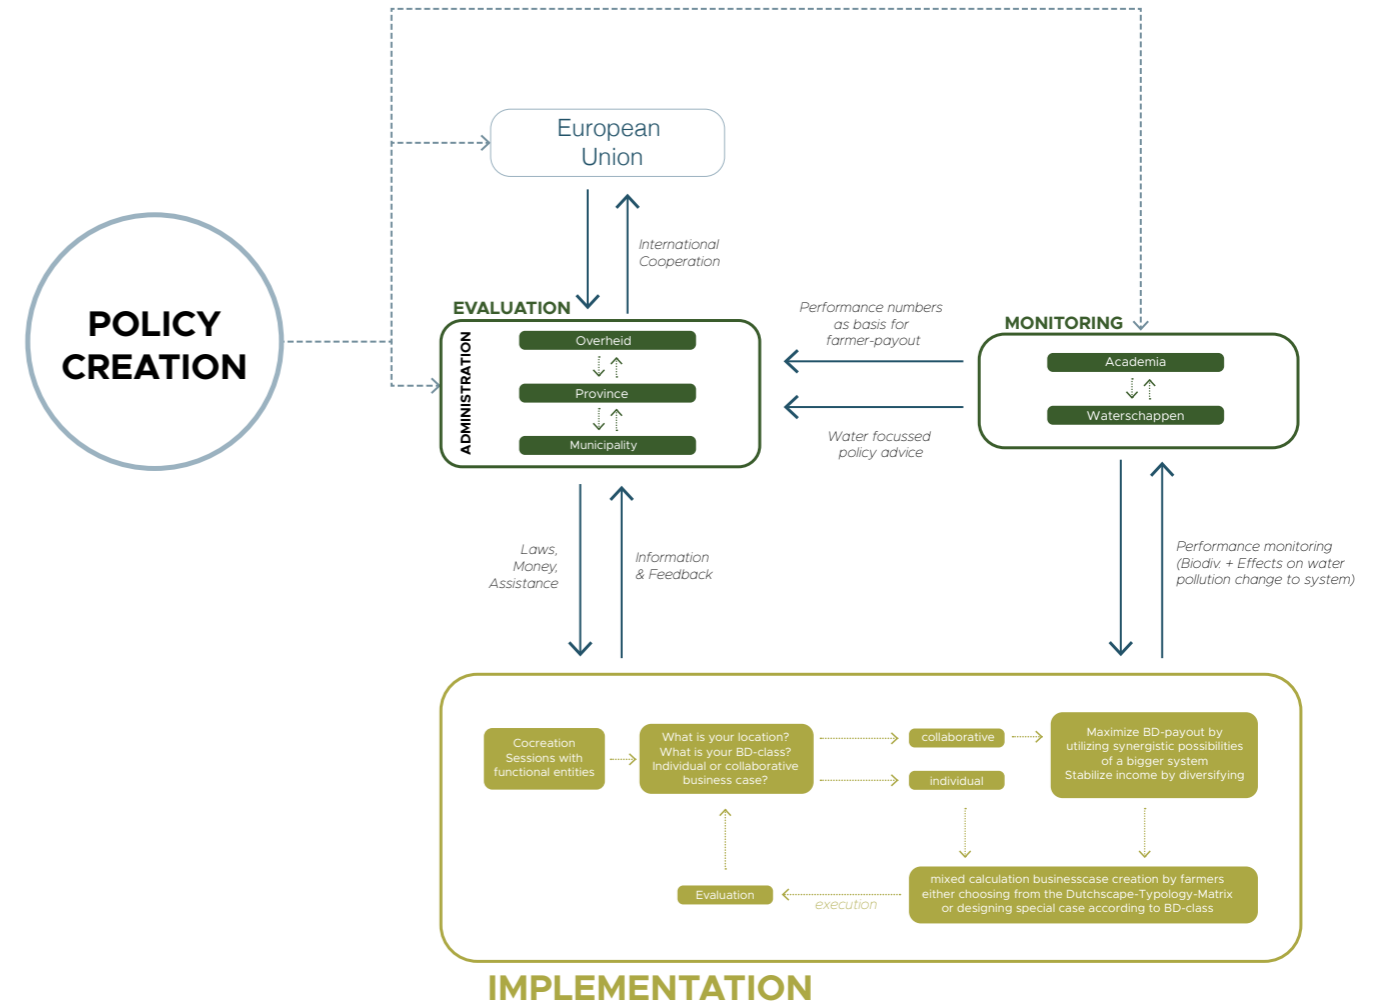 European
Union
POLICY
CREATION
International
Cooperation
EVALUATION
ADMINISTRATION
Overheid
Province
Municipality
Performance numbers
as basis for
farmer-payout
Water focussed
policy advice
MONITORING
Academia
Waterschappen
Laws,
Money,
Assistance
Information
& Feedback
Performance monitoring
(Biodiv. + Effects on water
pollution change to system)
Cocreation
Sessions with
functional entities
What is your location?
What is your BD-class?
Individual or collaborative
business case?
collaborative
individual
Maximize BD-payout by
utilizing synergistic possibilities
of a bigger system
Stabilize income by diversifying
mixed calculation businesscase creation by farmers
either choosing from the Dutchscape-Typology-Matrix
or designing special case according to BD-class
execution
Evaluation
IMPLEMENTATION